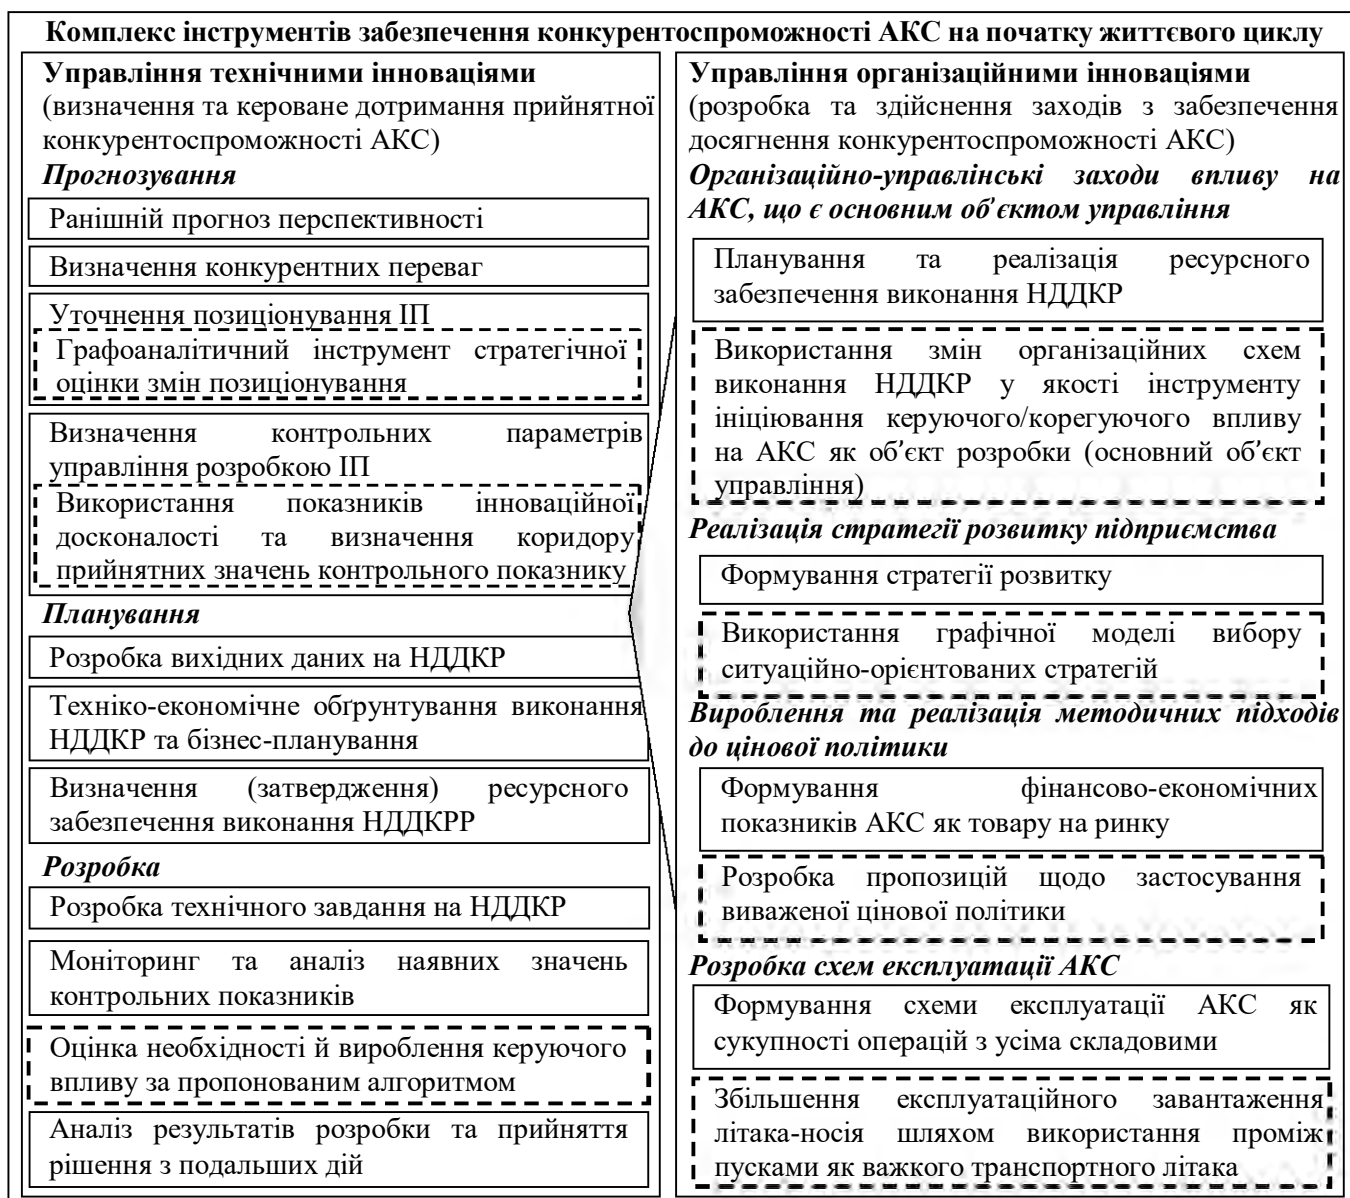 Комплекс інструментів забезпечення конкурентоспроможності АКС на початку життєвого циклу
Управління технічними інноваціями
(визначення та кероване дотримання прийнятної
конкурентоспроможності АКС)
Прогнозування
Ранішній прогноз перспективності
Визначення конкурентних переваг
Уточнення позиціонування ІП
Графоаналітичний інструмент стратегічної
оцінки змін позиціонування
Визначення контрольних параметрів
управління розробкою ІП
Використання показників інноваційної
досконалості та визначення коридору
прийнятних значень контрольного показнику
Планування
Розробка вихідних даних на НДДКР
Техніко-економічне обґрунтування виконання
НДДКР та бізнес-планування
Визначення (затвердження) ресурсного
забезпечення виконання НДДКРР
Розробка
Розробка технічного завдання на НДДКР
Моніторинг та аналіз наявних значень
контрольних показників
Оцінка необхідності й вироблення керуючого
впливу за пропонованим алгоритмом
Аналіз результатів розробки та прийняття
рішення з подальших дій
Управління організаційними інноваціями
(розробка та здійснення заходів з забезпечення
досягнення конкурентоспроможності АКС)
Організаційно-управлінські заходи впливу на
АКС, що є основним об’єктом управління
Планування та реалізація ресурсного
забезпечення виконання НДДКР
Використання змін організаційних схем
виконання НДДКР у якості інструменту
ініціювання керуючого/корегуючого впливу
на АКС як об’єкт розробки (основний об’єкт
управління)
Реалізація стратегії розвитку підприємства
Формування стратегії розвитку
Використання графічної моделі вибору
ситуаційно-орієнтованих стратегій
Вироблення та реалізація методичних підходів
до цінової політики
Формування фінансово-економічних
показників АКС як товару на ринку
Розробка пропозицій щодо застосування
виваженої цінової політики
Розробка схем експлуатації АКС
Формування схеми експлуатації АКС як
сукупності операцій з усіма складовими
Збільшення експлуатаційного завантаження
літака-носія шляхом використання проміж
пусками як важкого транспортного літака